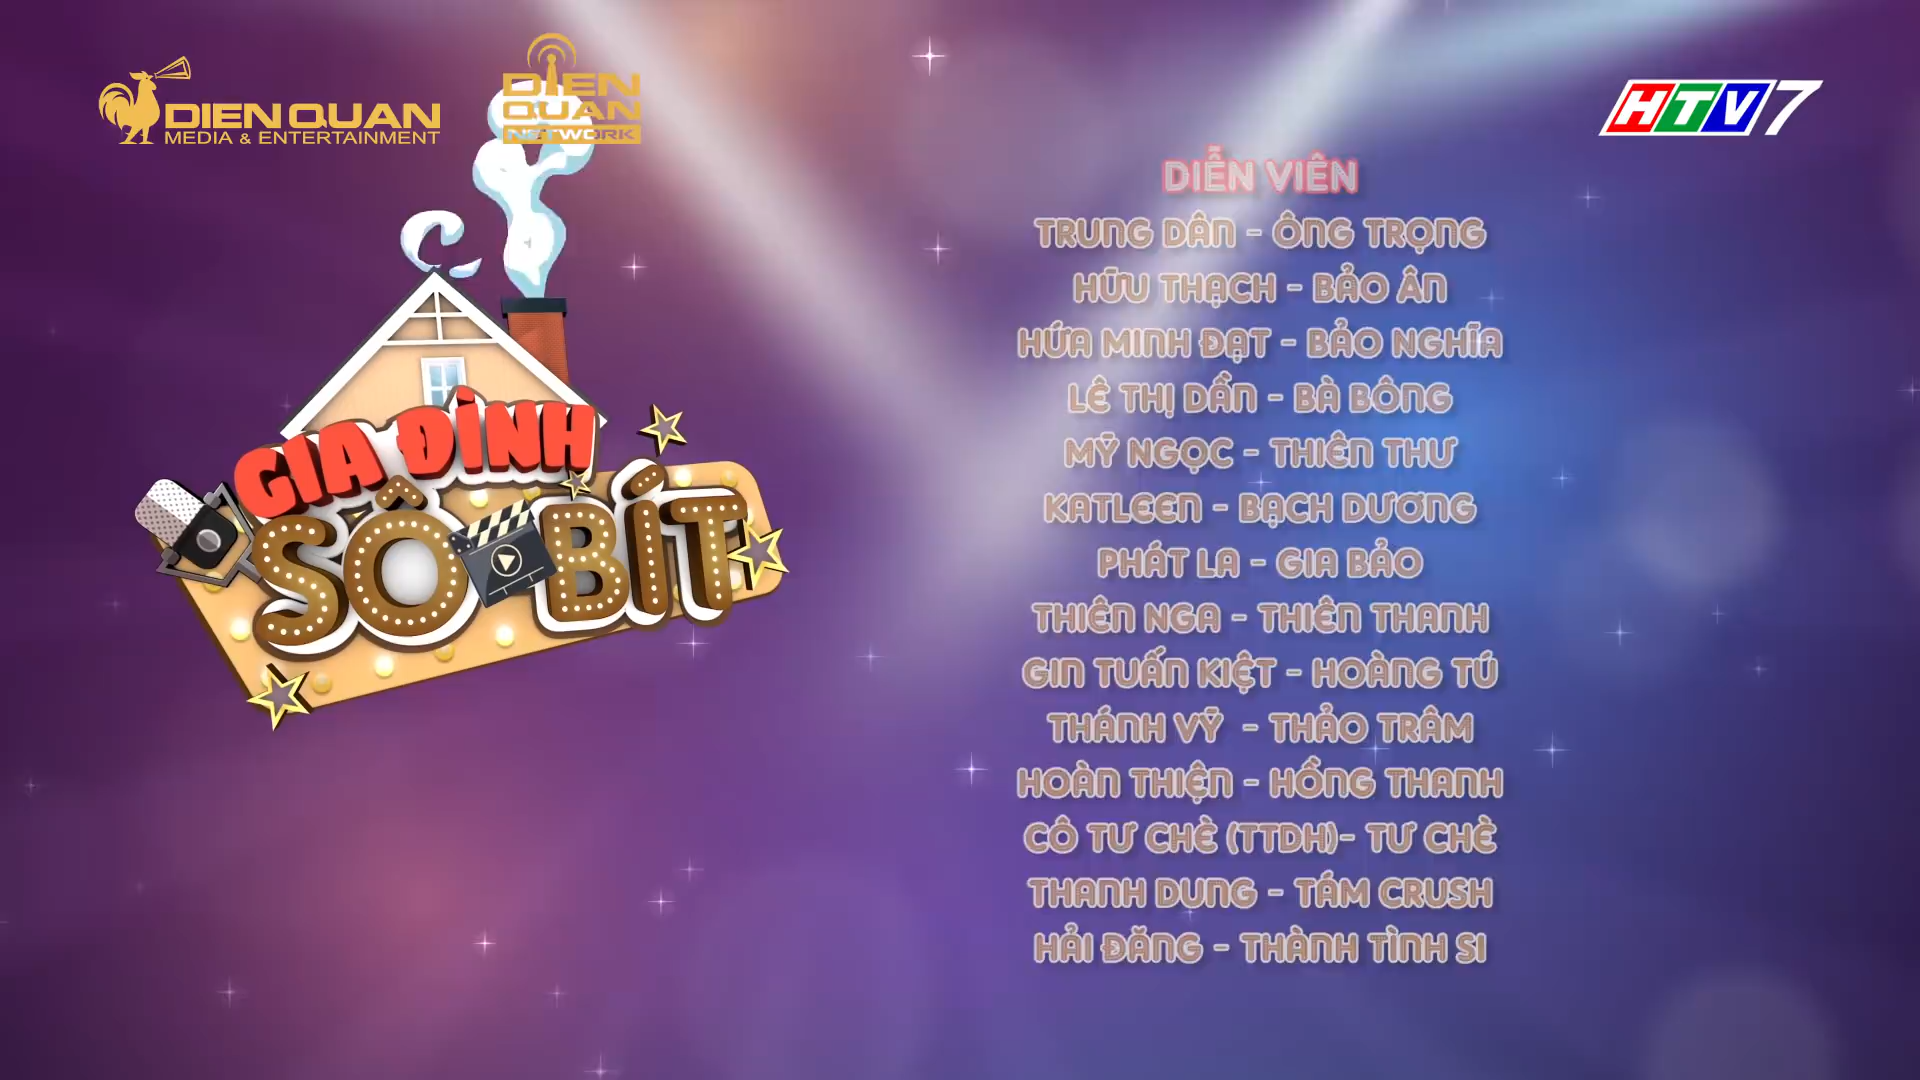 DIEN QUAN
MEDIA & ENTERTAINMENT
DIEN
QUAN
NETWORK
HTV7
GIA ĐÌNH
SÔ BÍT
DIỄN VIÊN
TRUNG DÂN - ÔNG TRỌNG
HỮU THẠCH - BẢO ÂN
HỨA MINH ĐẠT - BẢO NGHĨA
LÊ THỊ DẦN - BÀ BÔNG
MỸ NGỌC - THIÊN THƯ
KATLEEN - BẠCH DƯƠNG
PHÁT LA - GIA BẢO
THIÊN NGA - THIÊN THANH
GIN TUẤN KIỆT - HOÀNG TÚ
THÁNH VỸ - THẢO TRÂM
HOÀN THIỆN - HỒNG THANH
CÔ TƯ CHÈ (TTDH)- TƯ CHÈ
THANH DUNG - TÁM CRUSH
HẢI ĐĂNG - THÀNH TÌNH SI